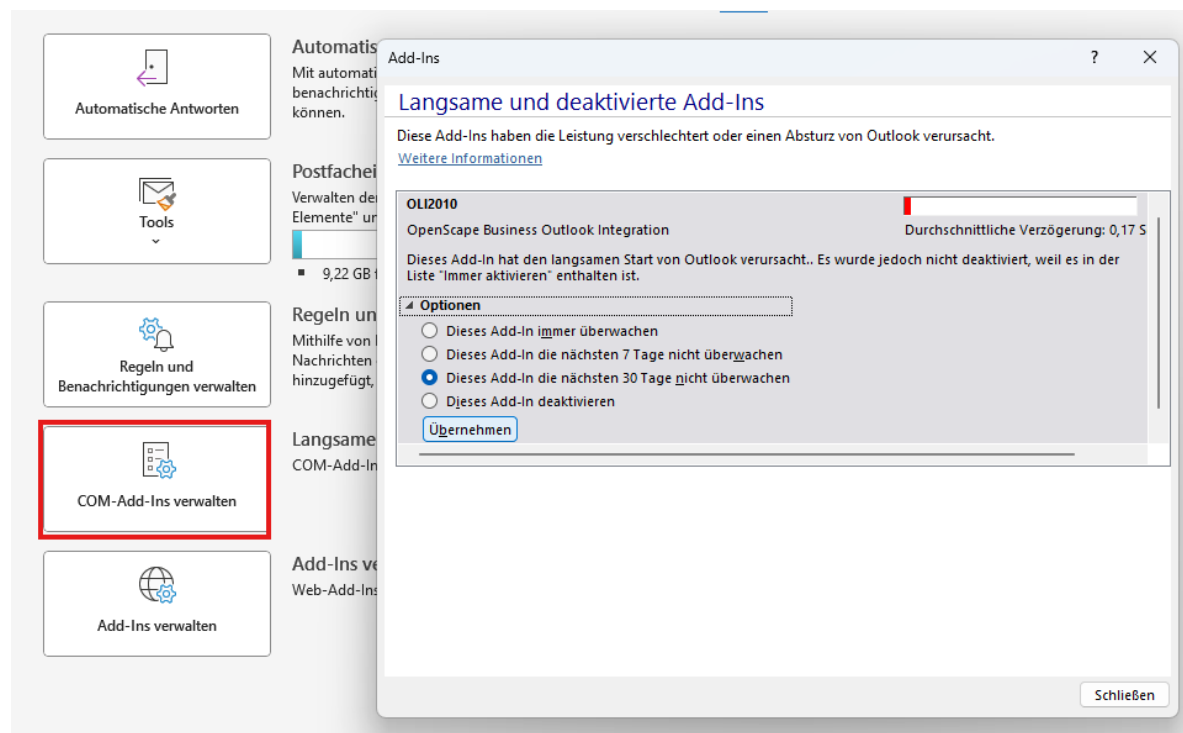 Automatische Antworten
Automatis
Mit automati
benachrichtig
können.
Tools
Postfachei
Verwalten de
Elemente" un
9,22 GB f
Regeln und
Benachrichtigungen verwalten
Regeln un
Mithilfe von
Nachrichten
hinzugefügt,
COM-Add-Ins verwalten
Langsame
COM-Add-In
Add-Ins verwalten
Add-Ins ve
Web-Add-Ins
Add-Ins
?
Langsame und deaktivierte Add-Ins
Diese Add-Ins haben die Leistung verschlechtert oder einen Absturz von Outlook verursacht.
Weitere Informationen
OLI2010
OpenScape Business Outlook Integration
Durchschnittliche Verzögerung: 0,17 S
Dieses Add-In hat den langsamen Start von Outlook verursacht.. Es wurde jedoch nicht deaktiviert, weil es in der
Liste "Immer aktivieren" enthalten ist.
Optionen
Dieses Add-In immer überwachen
Dieses Add-In die nächsten 7 Tage nicht überwachen
Dieses Add-In die nächsten 30 Tage nicht überwachen
Dieses Add-In deaktivieren
Übernehmen
Schließen